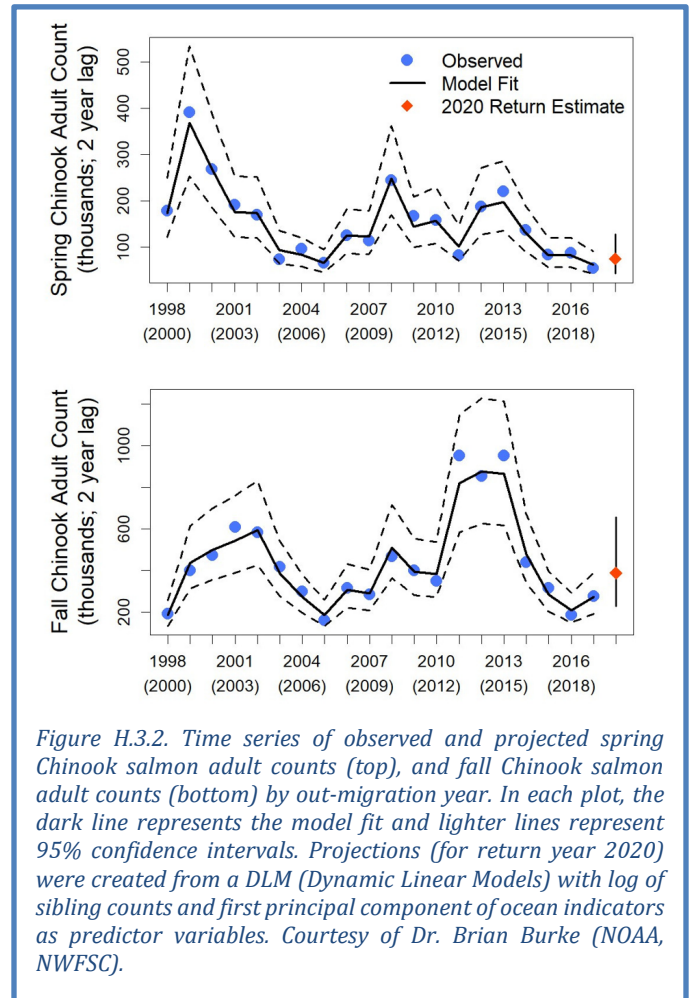 Spring Chinook Adult Count
(thousands; 2 year lag)
500
400
300
200
100
Observed
Model Fit
2020 Return Estimate
1998 2001 2004 2007 2010 2013 2016
(2000) (2003) (2006) (2009) (2012) (2015) (2018)
Fall Chinook Adult Count
(thousands; 2 year lag)
1000
600
200
1998 2001 2004 2007 2010 2013 2016
(2000) (2003) (2006) (2009) (2012) (2015) (2018)
Figure H.3.2. Time series of observed and projected spring
Chinook salmon adult counts (top), and fall Chinook salmon
adult counts (bottom) by out-migration year. In each plot, the
dark line represents the model fit and lighter lines represent
95% confidence intervals. Projections (for return year 2020)
were created from a DLM (Dynamic Linear Models) with log of
sibling counts and first principal component of ocean indicators
as predictor variables. Courtesy of Dr. Brian Burke (NOAA,
NWFSC).